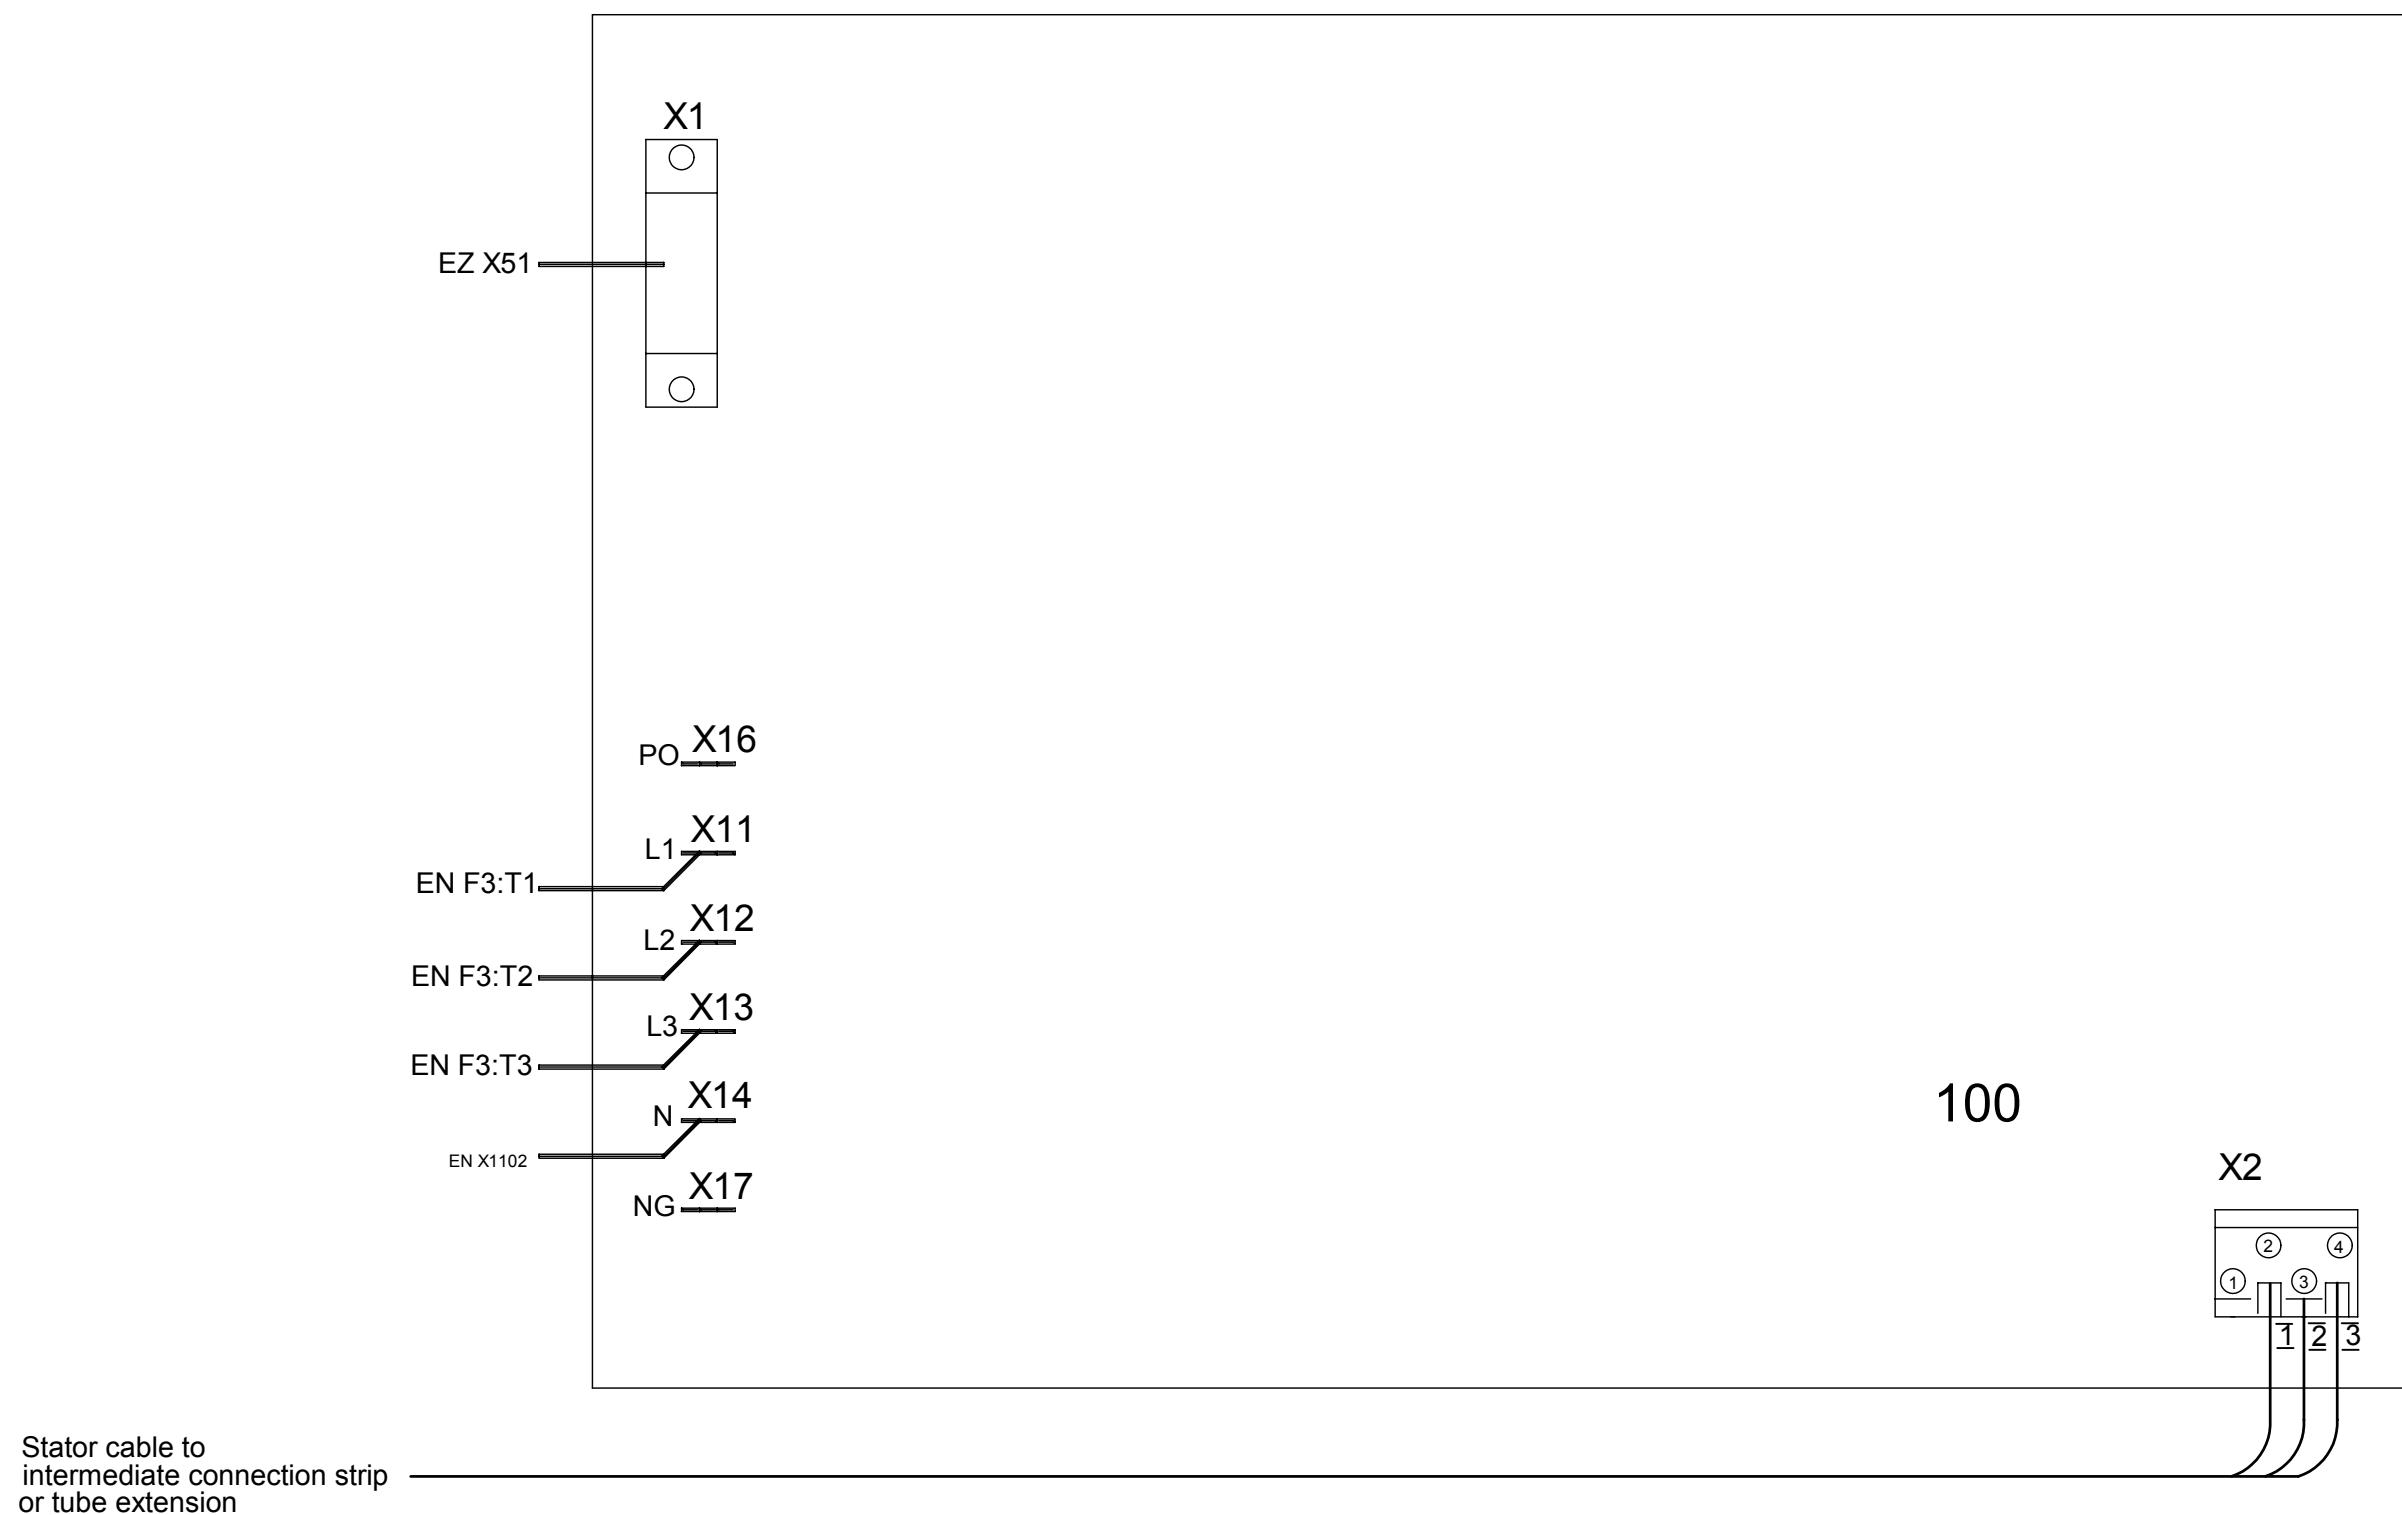 X1
EZ X51
X16
PO
X11
L1
EN F3:T1
X12
L2
EN F3:T2
X13
L3
EN F3:T3
X14
N
EN X1102
X17
NG
100
X2
2 4
1 3
1 2 3
Stator cable to
intermediate connection strip
or tube extension